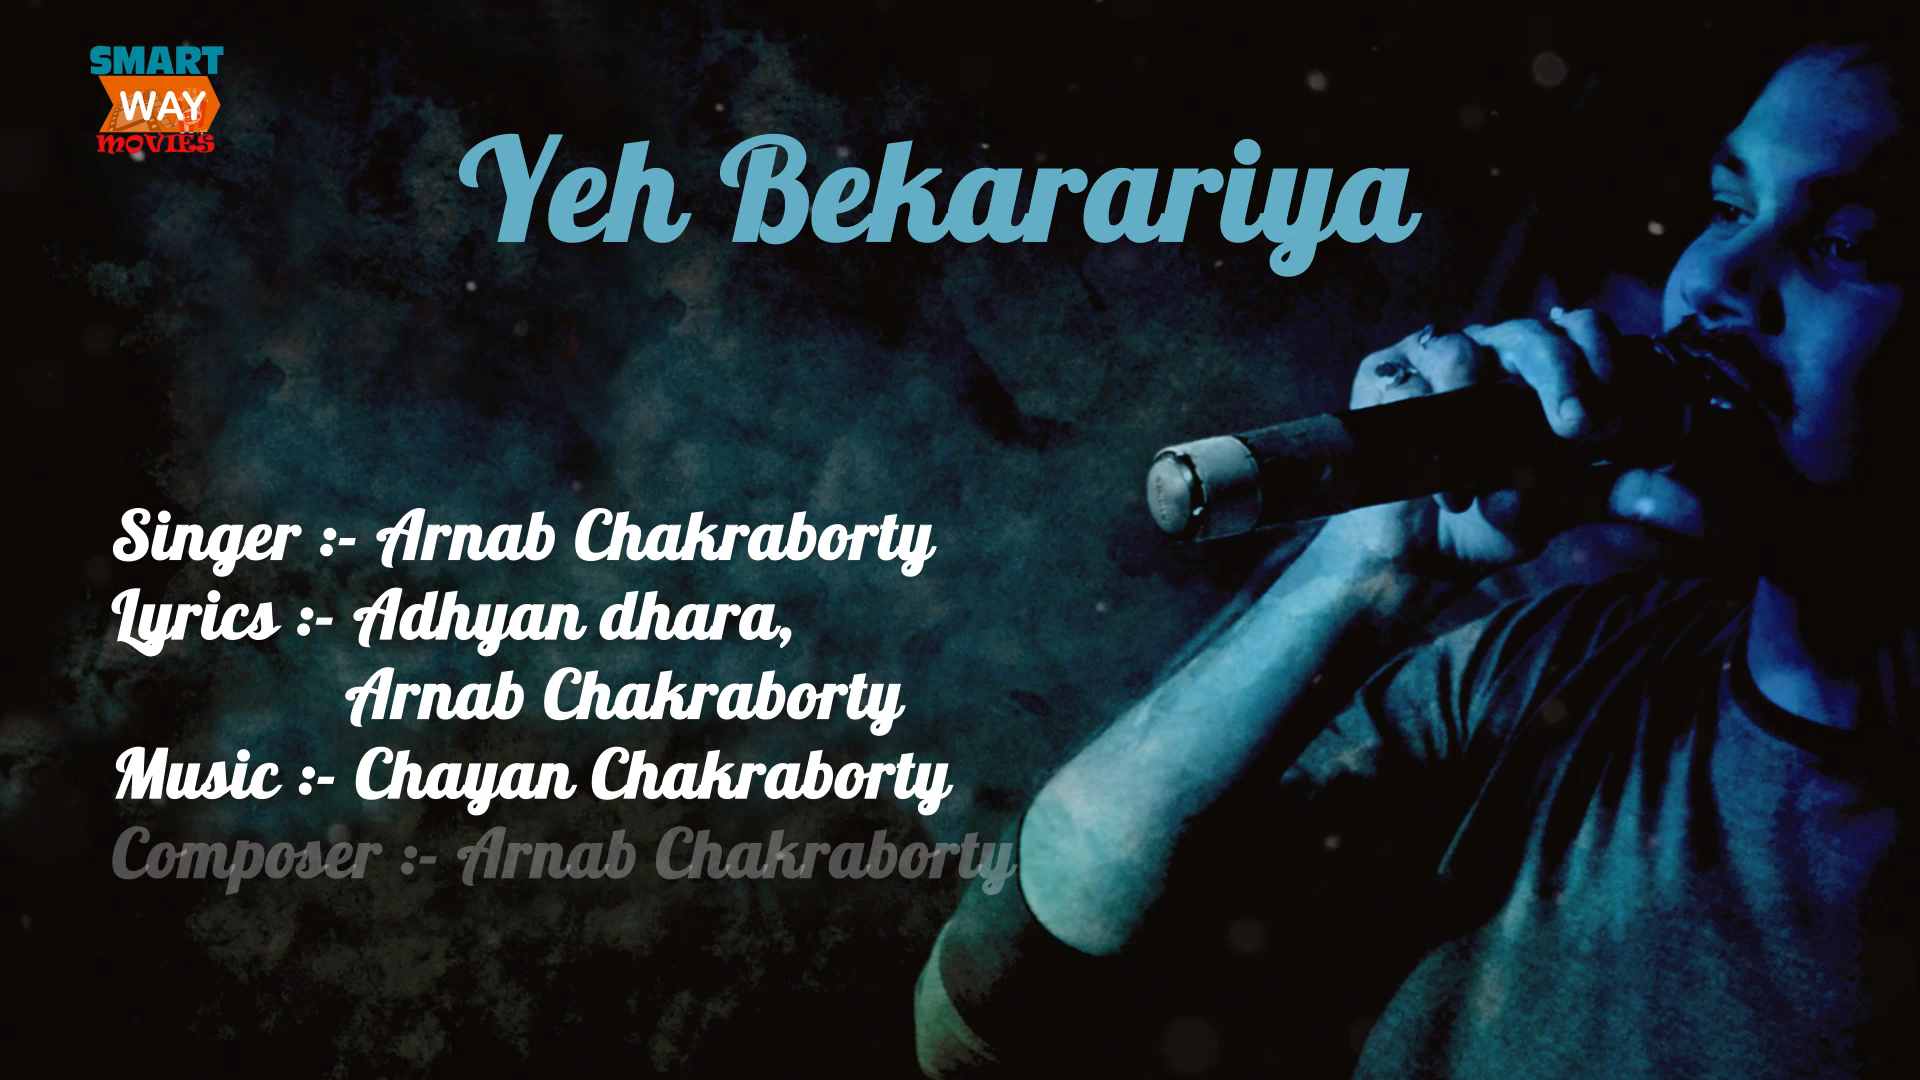 SMART
WAY
MOVIES
Yeh Bekarariya
Singer :- Arnab Chakraborty
Lyrics :- Adhyan dhara,
Arnab Chakraborty
Music :- Chayan Chakraborty
Composer :- Arnab Chakraborty